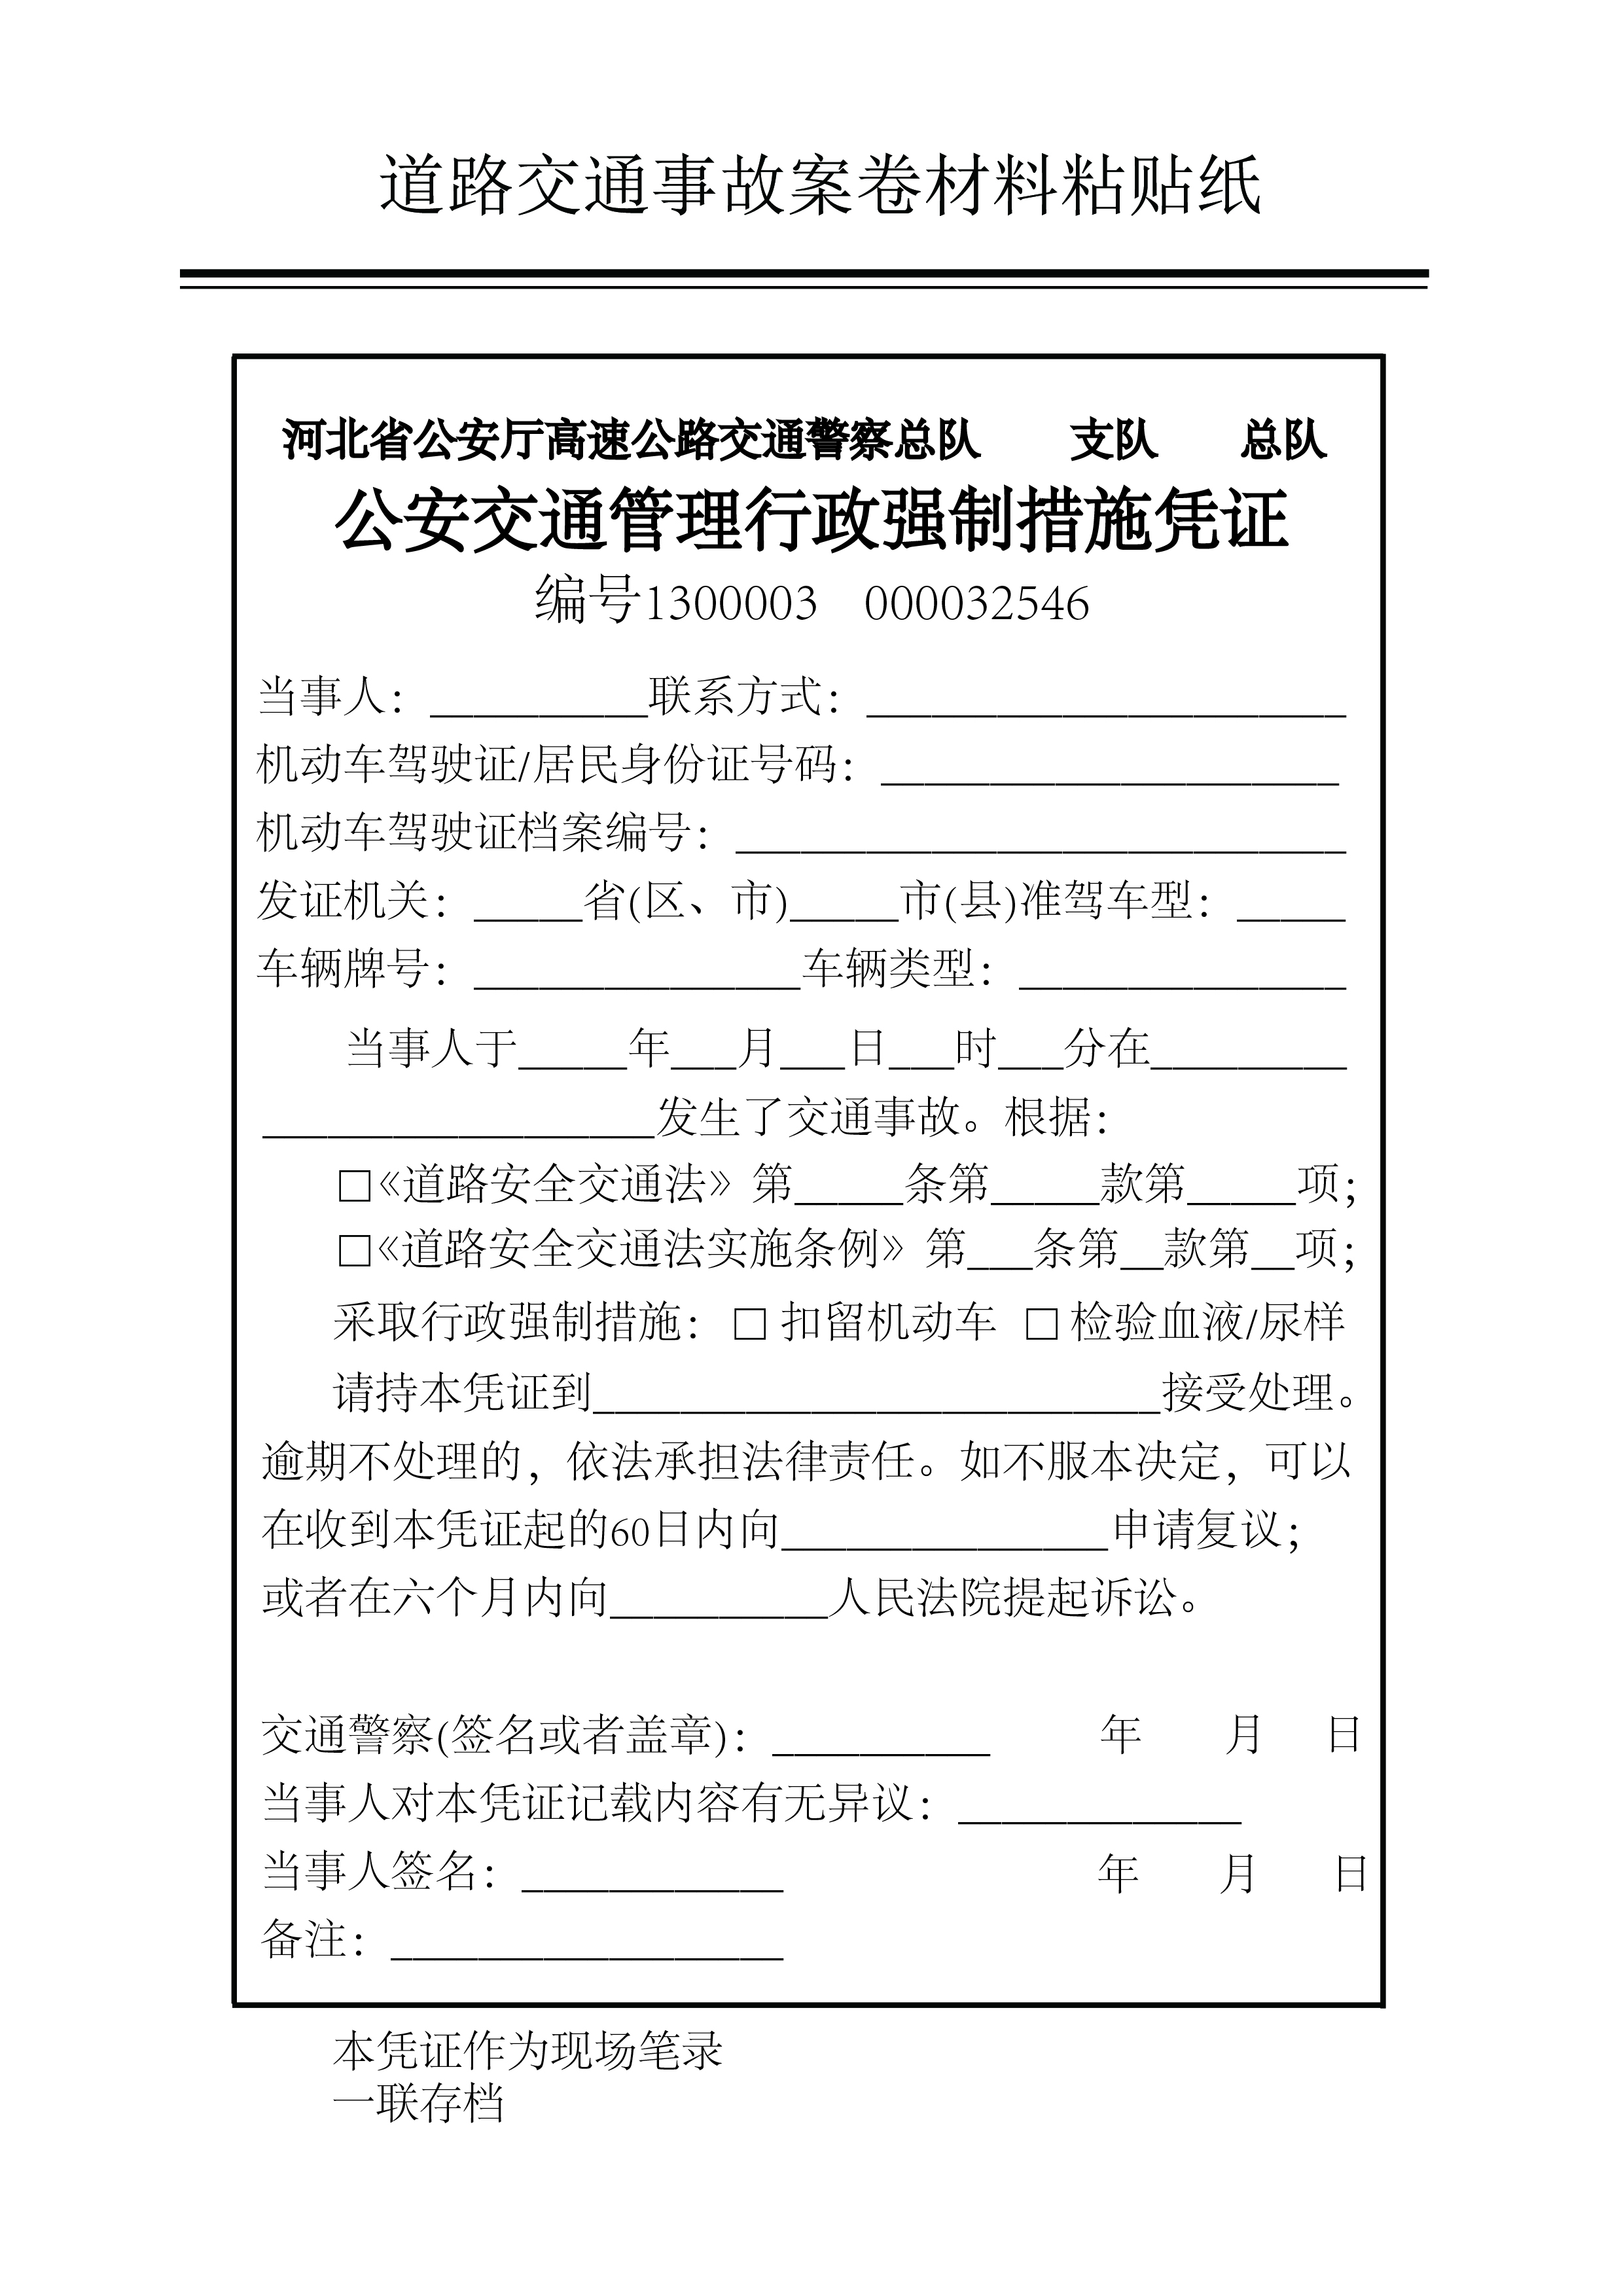 道路交通事故案卷材料粘贴纸
河北省公安厅高速公路交通警察总队　　支队　　总队
公安交通管理行政强制措施凭证
编号1300003　000032546
当事人：__________联系方式：______________________
机动车驾驶证/居民身份证号码：_____________________
机动车驾驶证档案编号：____________________________
发证机关：_____省(区、市)_____市(县)准驾车型：_____
车辆牌号：_______________车辆类型：_______________
当事人于_____年___月___日___时___分在_________
__________________发生了交通事故。根据：
□《道路安全交通法》第_____条第_____款第_____项；
□《道路安全交通法实施条例》第___条第__款第__项；
采取行政强制措施：□ 扣留机动车 □ 检验血液/尿样
请持本凭证到__________________________接受处理。
逾期不处理的，依法承担法律责任。如不服本决定，可以
在收到本凭证起的60日内向_______________申请复议；
或者在六个月内向__________人民法院提起诉讼。
交通警察(签名或者盖章)：__________　　年　　月　　日
当事人对本凭证记载内容有无异议：_____________
当事人签名：____________　　年　　月　　日
备注：__________________
本凭证作为现场笔录
一联存档